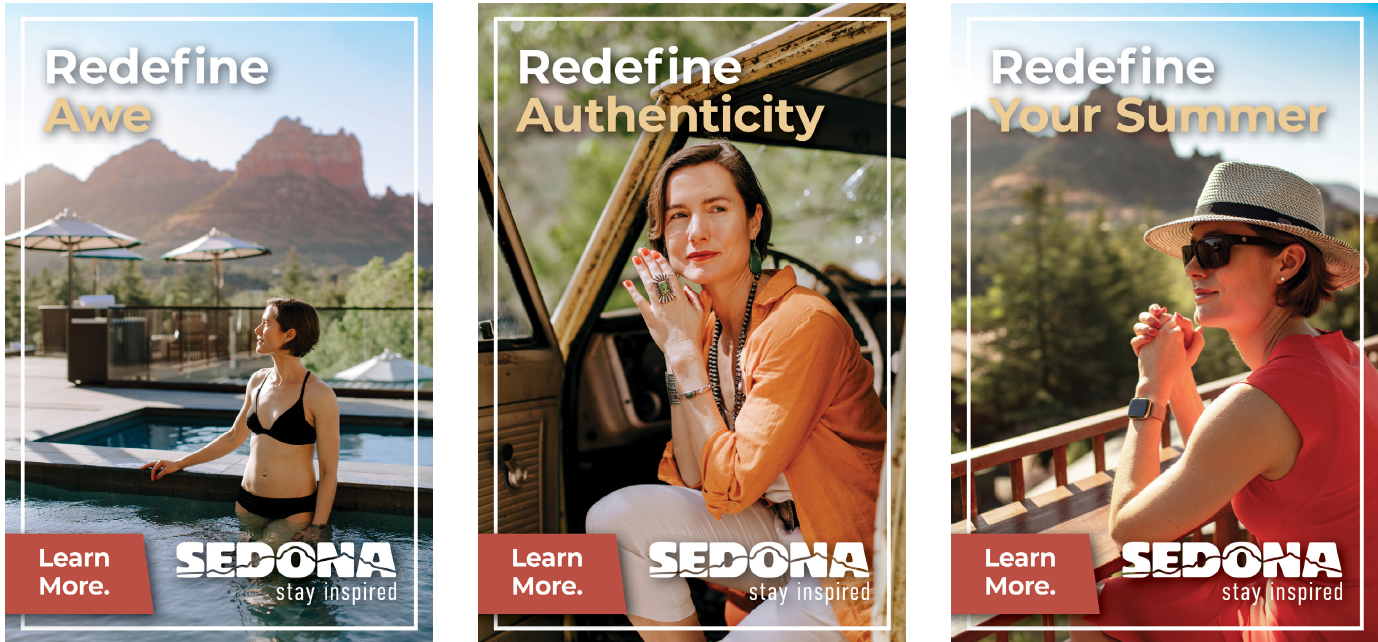 Redefine
Awe
Learn
More.
SEDONA
stay inspired
Redefine
Authenticity
Learn
More.
SEDONA
stay inspired
Redefine
Your Summer
Learn
More.
SEDONA
stay inspired